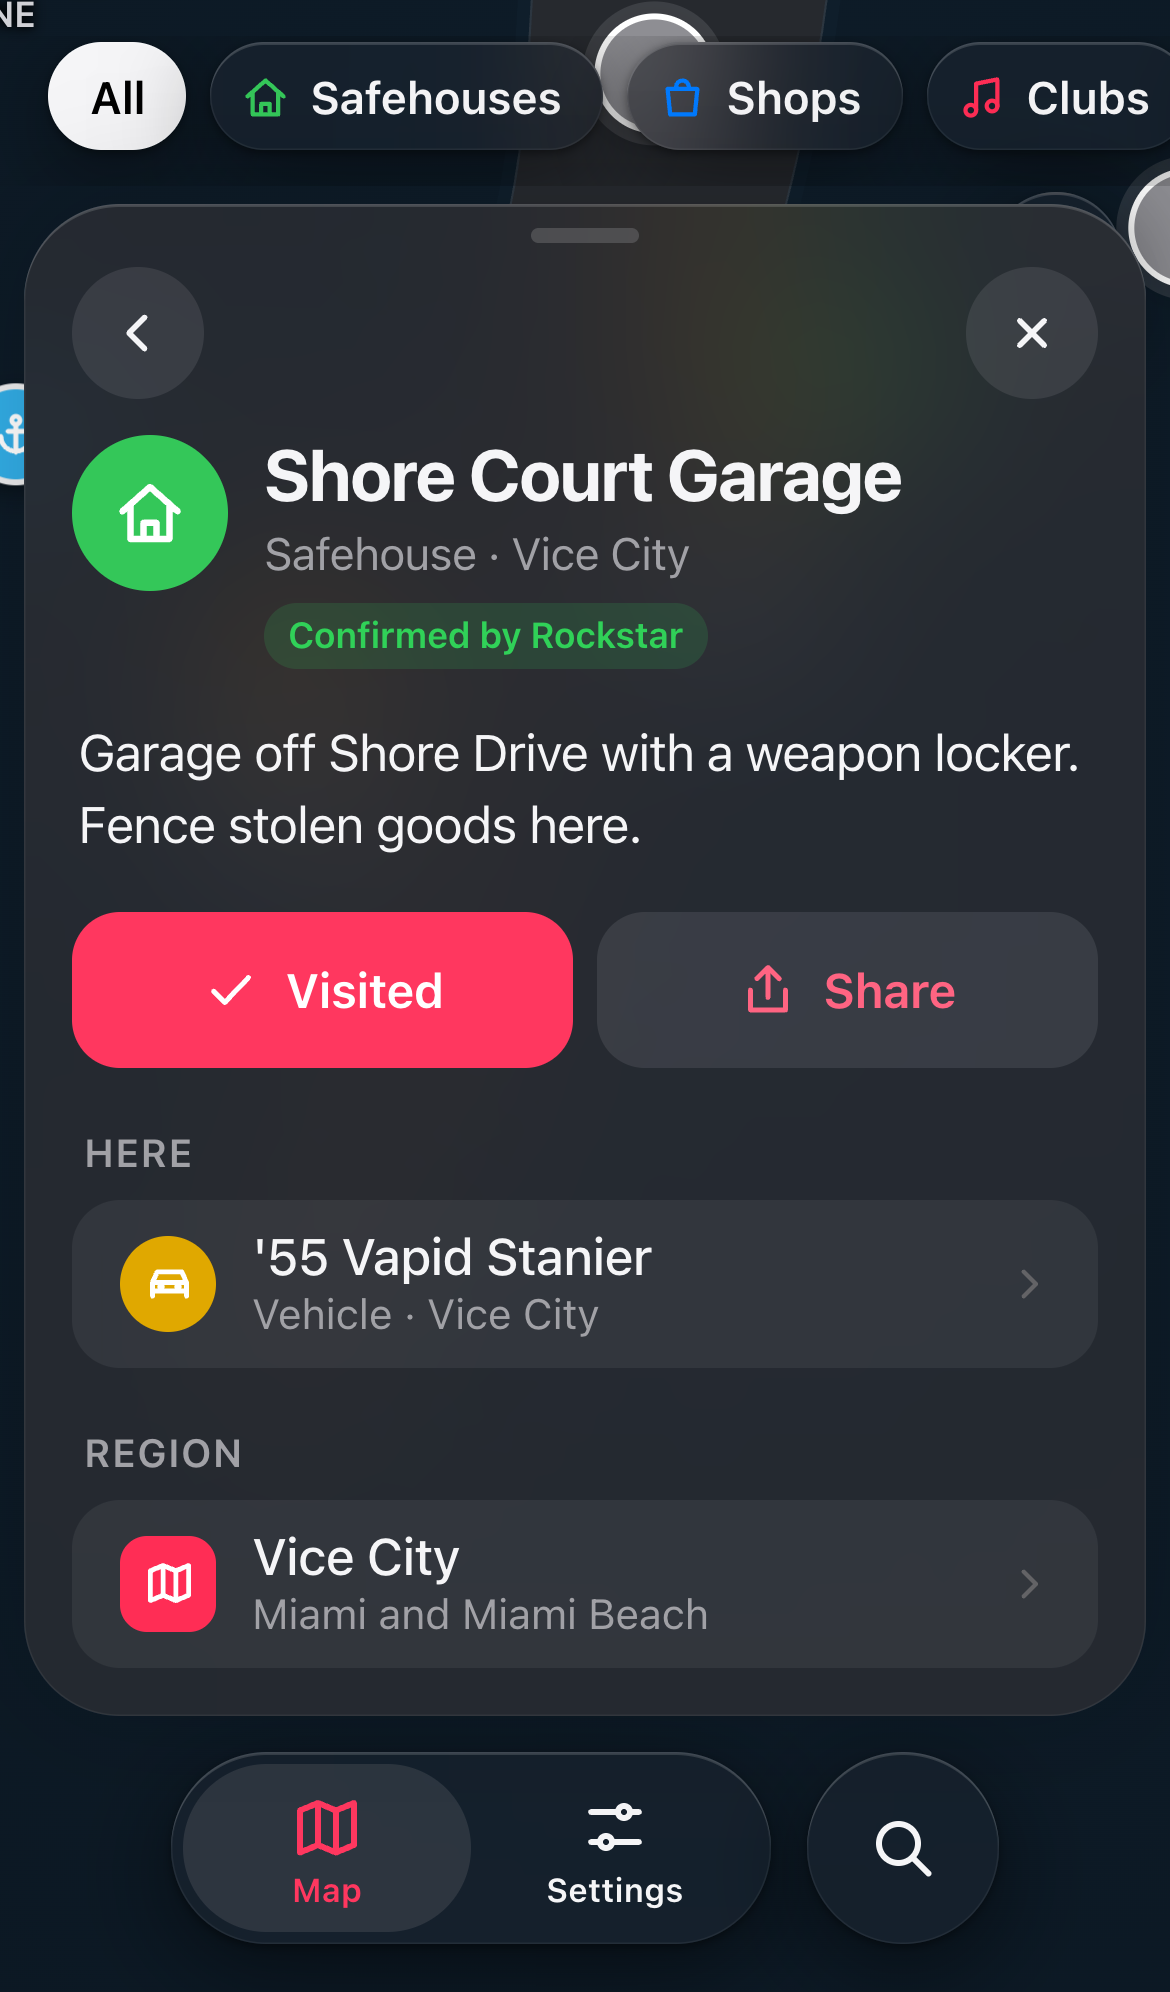 NE
All
Safehouses
Shops
Clubs
Shore Court Garage
Safehouse · Vice City
Confirmed by Rockstar
Garage off Shore Drive with a weapon locker.
Fence stolen goods here.
Visited
Share
HERE
'55 Vapid Stanier
Vehicle · Vice City
REGION
Vice City
Miami and Miami Beach
Map
Settings